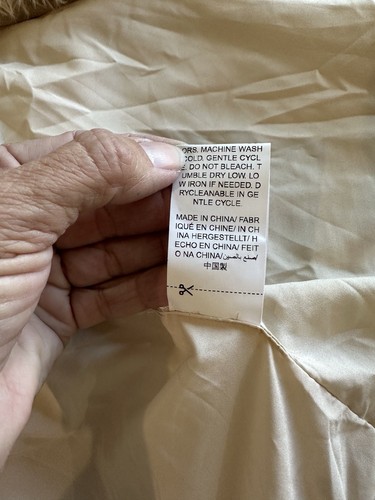 ORS. MACHINE WASH
COLD. GENTLE CYCL
E. DO NOT BLEACH. T
UMBLE DRY LOW. LO
W IRON IF NEEDED. D
RYCLEANABLE IN GE
NTLE CYCLE.
MADE IN CHINA/ FABR
IQUÉ EN CHINE/ IN CH
INA HERGESTELLT/ H
ECHO EN CHINA/ FEIT
O NA CHINA/صنع بالصين/
中国製